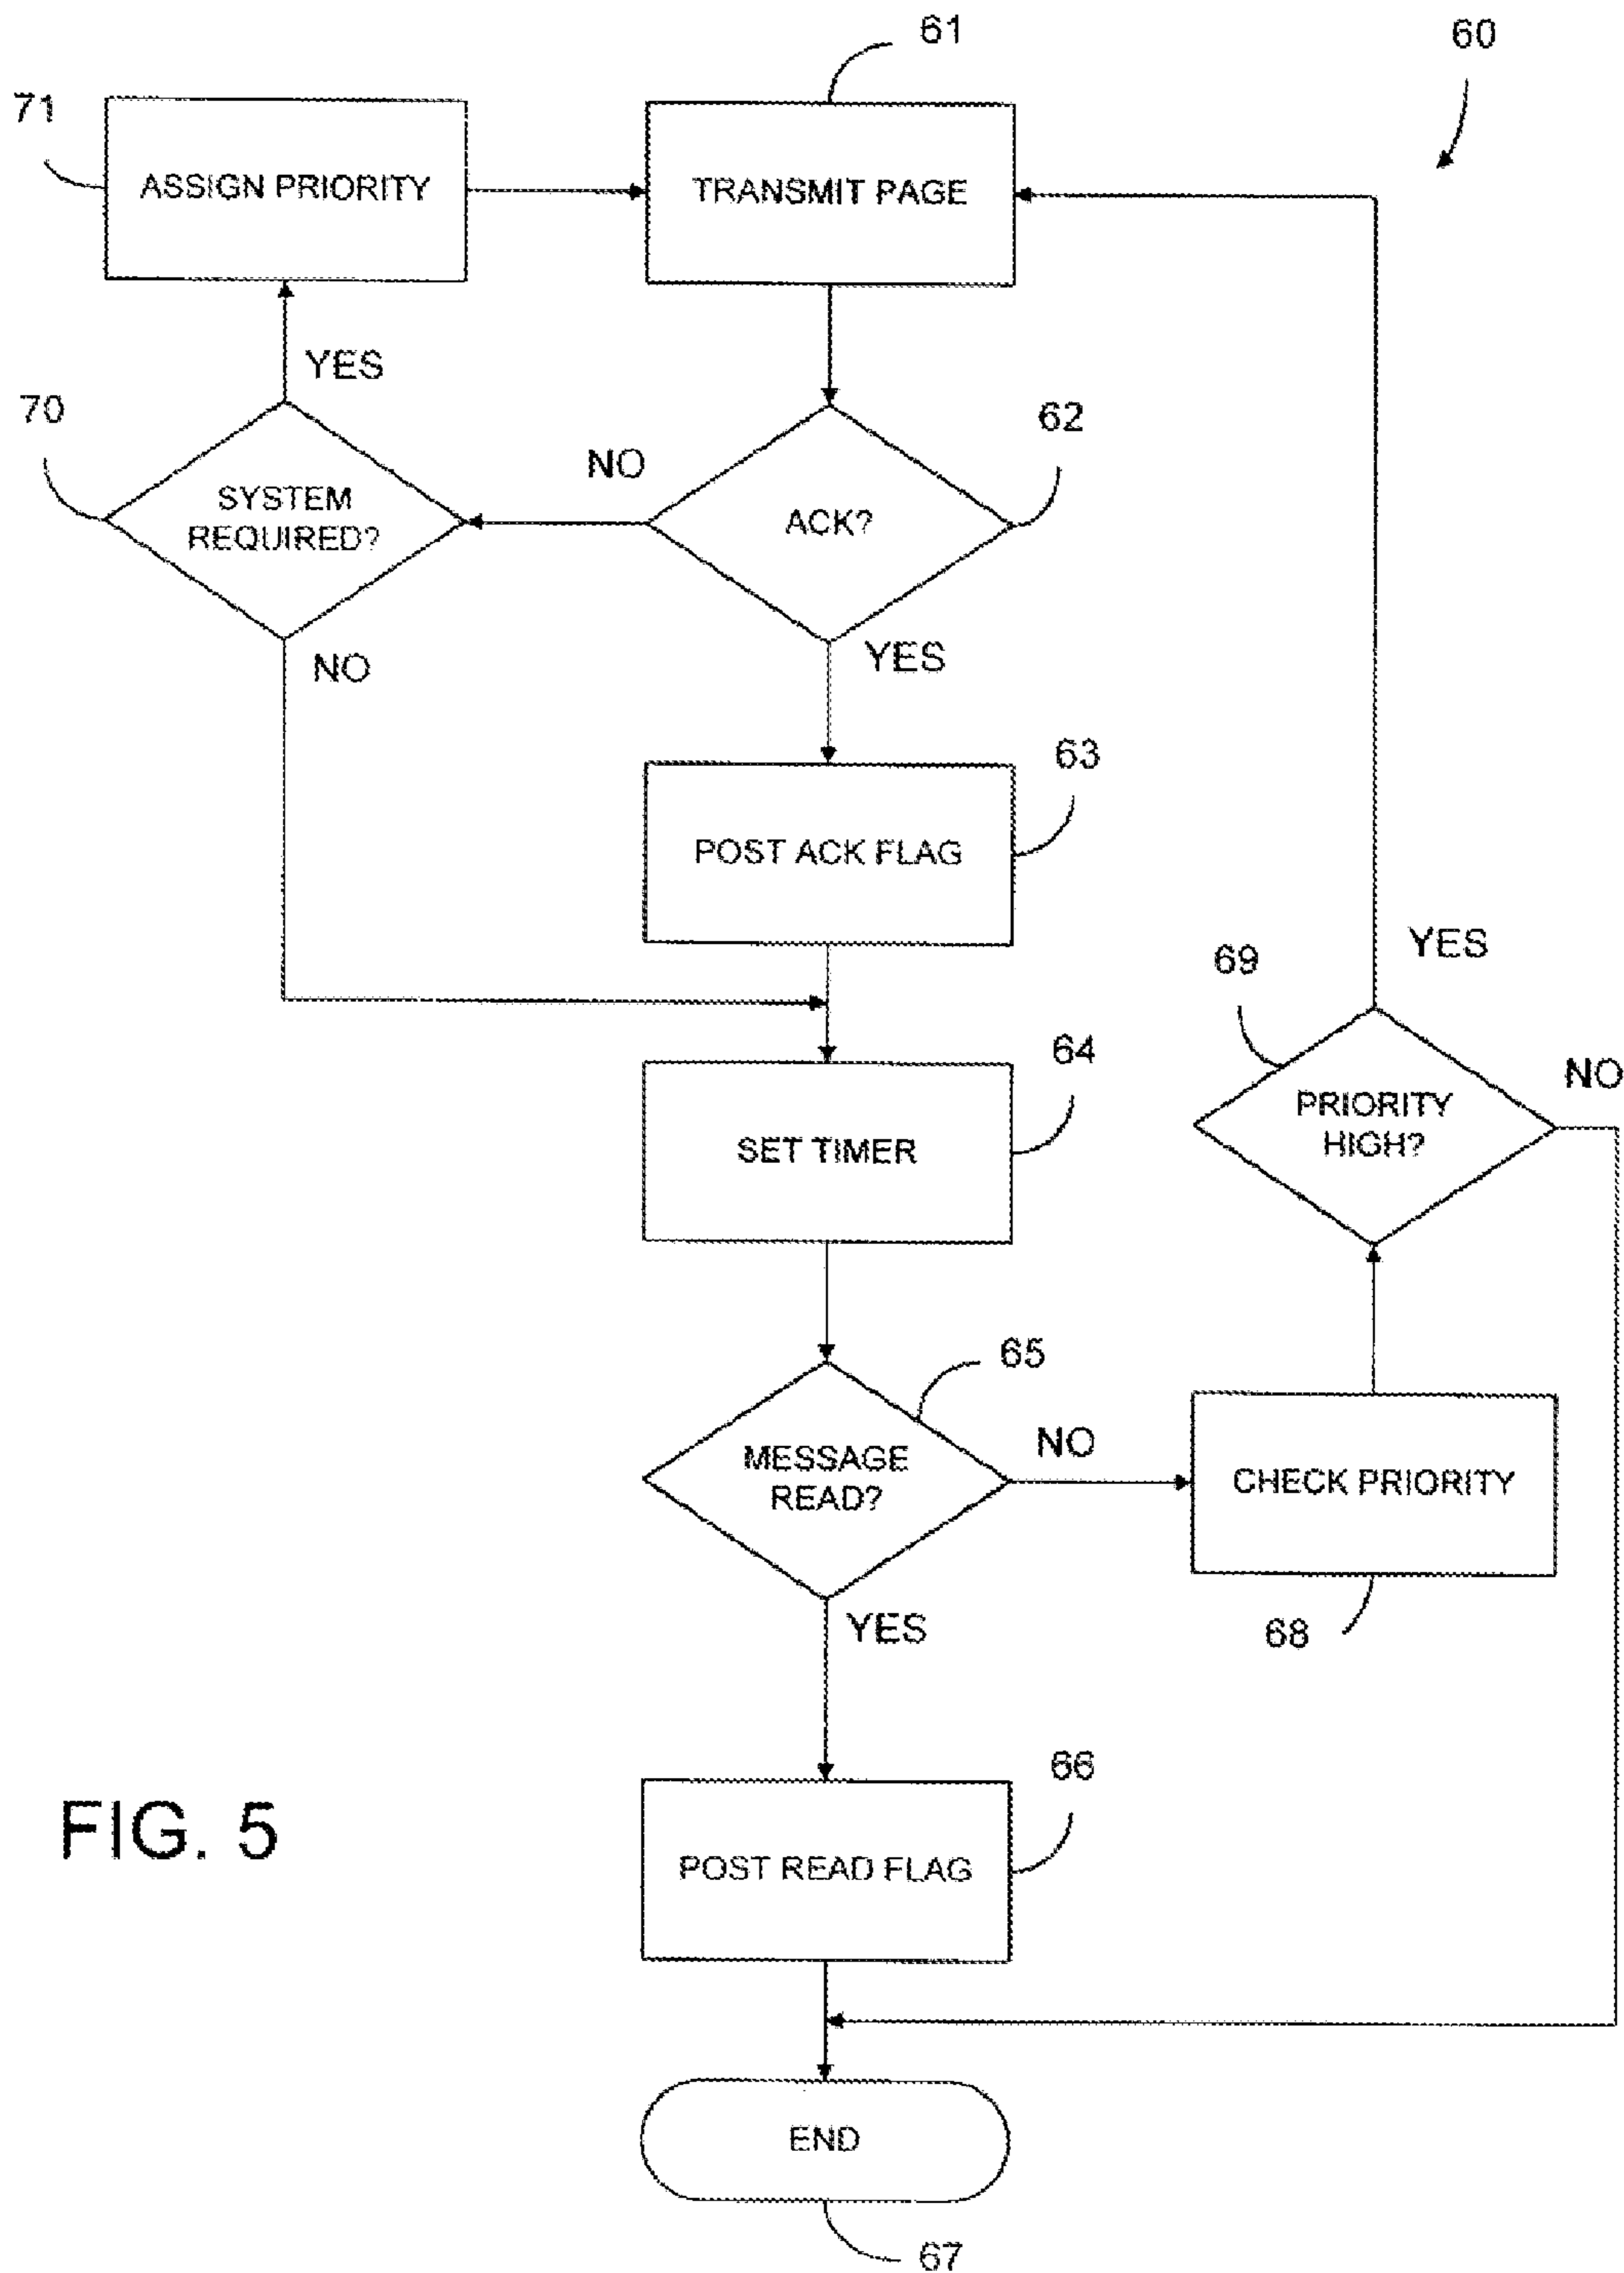 61
60
71
ASSIGN PRIORITY
TRANSMIT PAGE
YES
70
62
NO
SYSTEM
REQUIRED?
ACK?
YES
NO
63
POST ACK FLAG
YES
69
64
NO
PRIORITY
HIGH?
SET TIMER
65
NO
MESSAGE
READ?
CHECK PRIORITY
YES
68
66
FIG. 5
POST READ FLAG
END
67